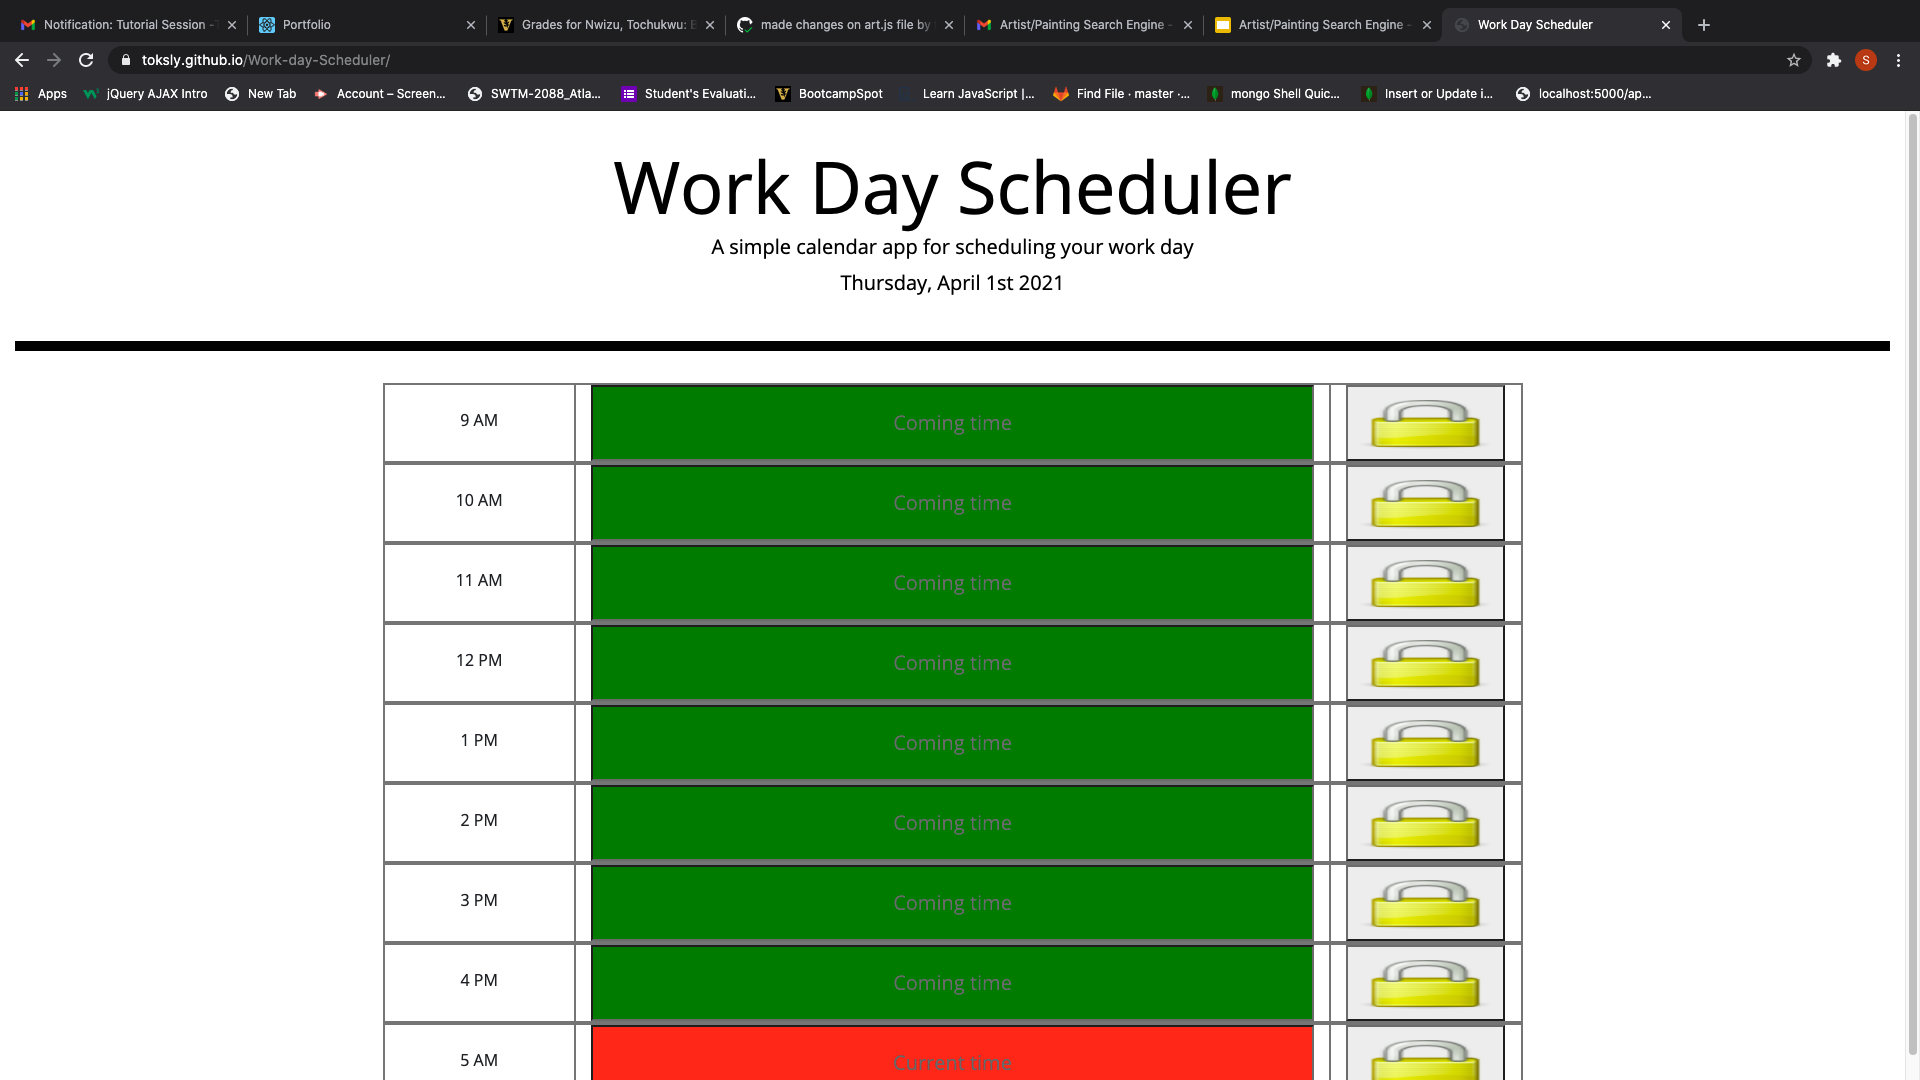 Notification: Tutorial Session -
Portfolio
Grades for Nwizu, Tochukwu:
made changes on art.js file by
Artist/Painting Search Engine -
Artist/Painting Search Engine -
Work Day Scheduler
toksly.github.io/Work-day-Scheduler/
S
Apps
jQuery AJAX Intro
New Tab
Account – Screen...
SWTM-2088_Atla...
Student's Evaluati...
BootcampSpot
Learn JavaScript |...
Find File · master ·...
mongo Shell Quic...
Insert or Update i...
localhost:5000/ap...
Work Day Scheduler
A simple calendar app for scheduling your work day
Thursday, April 1st 2021
9 AM Coming time
10 AM Coming time
11 AM Coming time
12 PM Coming time
1 PM Coming time
2 PM Coming time
3 PM Coming time
4 PM Coming time
5 AM Current time